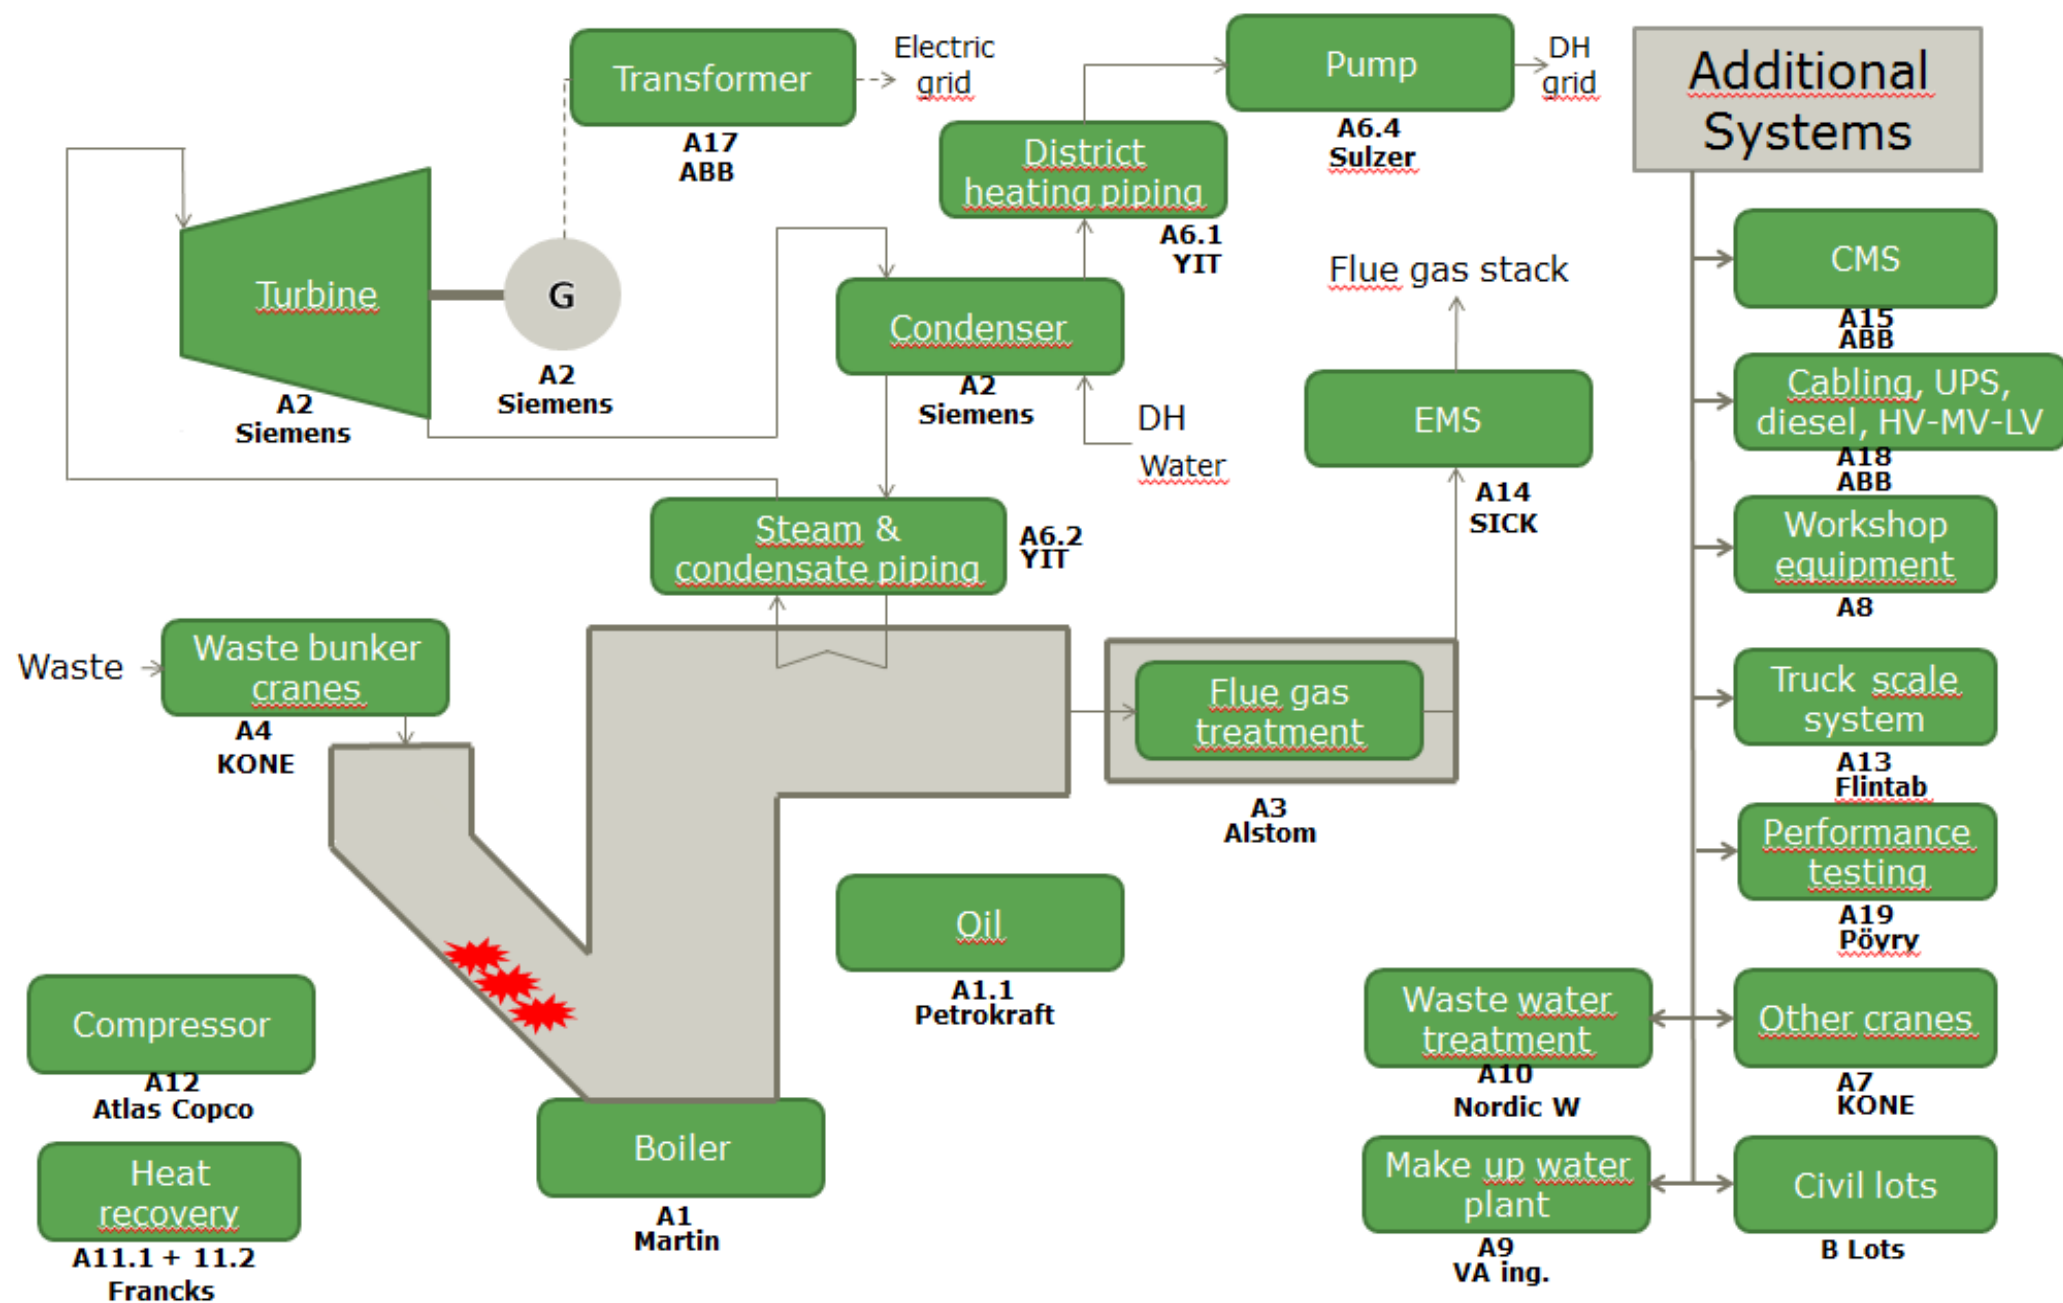 Transformer
A17
ABB
Electric
grid
Pump
A6.4
Sulzer
DH
grid
District
heating piping
A6.1
YIT
Turbine
A2
Siemens
G
A2
Siemens
Condenser
A2
Siemens
DH
Water
Flue gas stack
EMS
A14
SICK
Steam &
condensate piping
A6.2
YIT
Waste
Waste bunker
cranes
A4
KONE
Flue gas
treatment
A3
Alstom
Oil
A1.1
Petrokraft
Compressor
A12
Atlas Copco
Heat
recovery
A11.1 + 11.2
Francks
Boiler
A1
Martin
Additional
Systems
CMS
A15
ABB
Cabling, UPS,
diesel, HV-MV-LV
A18
ABB
Workshop
equipment
A8
Truck scale
system
A13
Flintab
Performance
testing
A19
Pöyry
Waste water
treatment
A10
Nordic W
Other cranes
A7
KONE
Make up water
plant
A9
VA ing.
Civil lots
B Lots